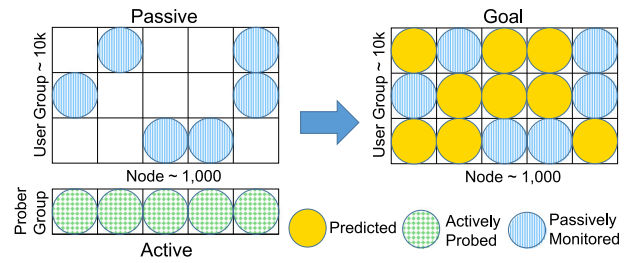 Passive
Goal
User Group ~ 10k
User Group ~ 10k
Node ~ 1,000
Node ~ 1,000
Prober
Group
Active
Predicted
Actively
Probed
Passively
Monitored